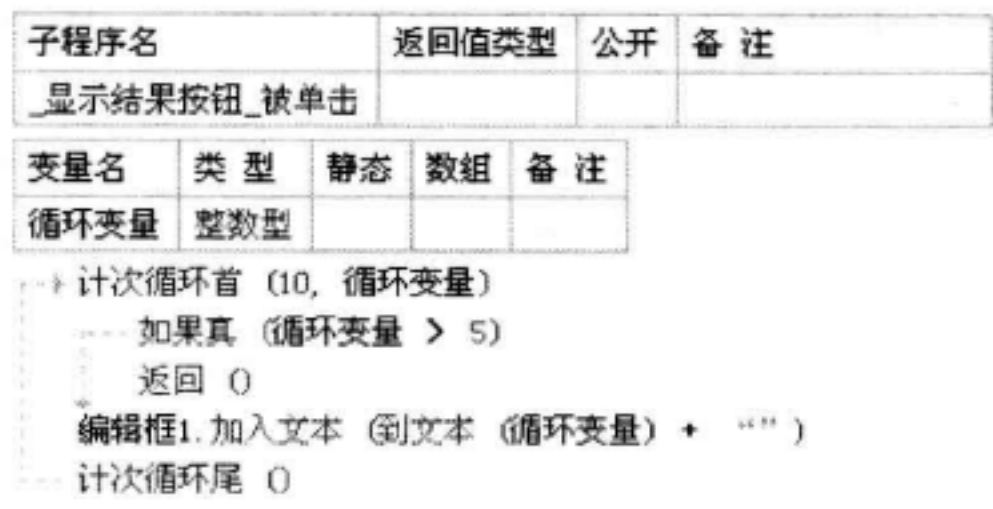 子程序名 返回值类型 公开 备 注
_显示结果按钮_被单击
变量名 类 型 静态 数组 备 注
循环变量 整数型
计次循环首 (10, 循环变量)
如果真 (循环变量 > 5)
返回 ()
编辑框1.加入文本 (到文本 (循环变量) + “” )
计次循环尾 ()